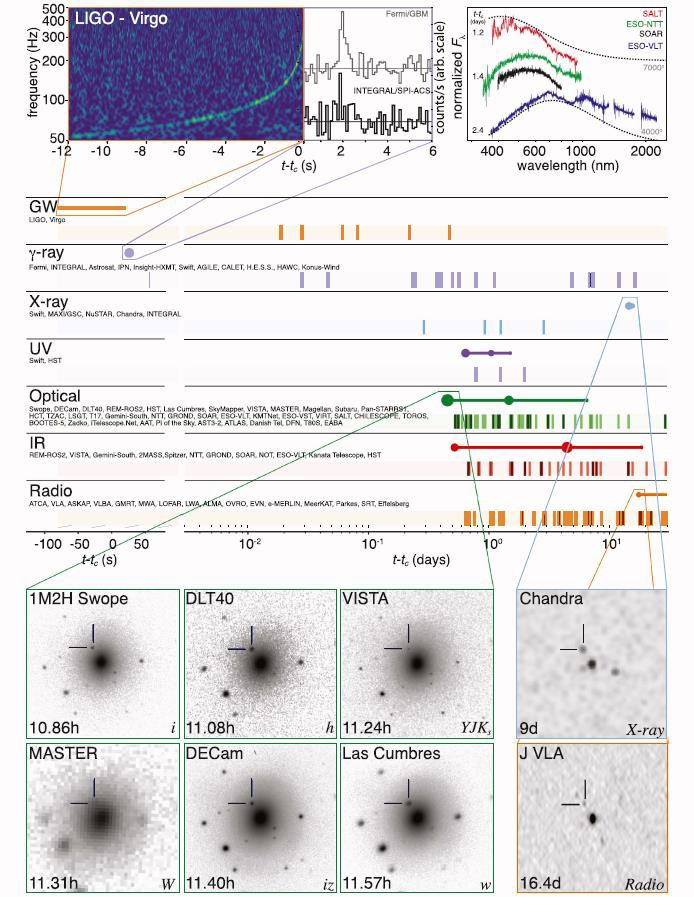 LIGO - Virgo
frequency (Hz)
500
400
300
200
100
50
-12 -10 -8 -6 -4 -2 0 2 4 6
t-tc (s)
Fermi/GBM
INTEGRAL/SPI-ACS
counts/s (arb. scale)
normalized Fλ
t-tc
(days)
1.2
1.4
2.4
SALT
ESO-NTT
SOAR
ESO-VLT
7000°
4000°
400 600 1000 2000
wavelength (nm)
GW
LIGO, Virgo
γ-ray
Fermi, INTEGRAL, Astrosat, IPN, Insight-HXMT, Swift, AGILE, CALET, H.E.S.S., HAWC, Konus-Wind
X-ray
Swift, MAXI/GSC, NuSTAR, Chandra, INTEGRAL
UV
Swift, HST
Optical
Swope, DECam, DLT40, REM-ROS2, HST, Las Cumbres, SkyMapper, VISTA, MASTER, Magellan, Subaru, Pan-STARRS1,
HCT, TZAC, LSGT, T17, Gemini-South, NTT, GROND, SOAR, ESO-VLT, KMTNet, ESO-VST, VIRT, SALT, CHILESCOPE, TOROS,
BOOTES-5, Zadko, iTelescope.Net, AAT, Pi of the Sky, AST3-2, ATLAS, Danish Tel, DFN, T80S, EABA
IR
REM-ROS2, VISTA, Gemini-South, 2MASS,Spitzer, NTT, GROND, SOAR, NOT, ESO-VLT, Kanata Telescope, HST
Radio
ATCA, VLA, ASKAP, VLBA, GMRT, MWA, LOFAR, LWA, ALMA, OVRO, EVN, e-MERLIN, MeerKAT, Parkes, SRT, Effelsberg
-100 -50 0 50 10-2 10-1 100 101
t-tc (s) t-tc (days)
1M2H Swope DLT40 VISTA Chandra
10.86h i 11.08h h 11.24h YJKs 9d X-ray
MASTER DECam Las Cumbres J VLA
11.31h W 11.40h iz 11.57h w 16.4d Radio